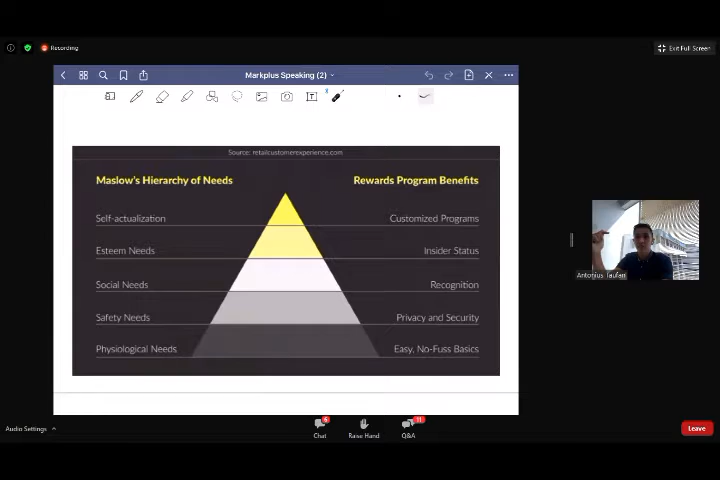 Recording
Exit Full Screen
Markplus Speaking (2)
T
Source: retailcustomerexperience.com
Maslow's Hierarchy of Needs
Rewards Program Benefits
Self-actualization
Customized Programs
Esteem Needs
Insider Status
Social Needs
Recognition
Safety Needs
Privacy and Security
Physiological Needs
Easy, No-Fuss Basics
Antonius Taufan
Audio Settings
6
Chat
Raise Hand
11
Q&A
Leave